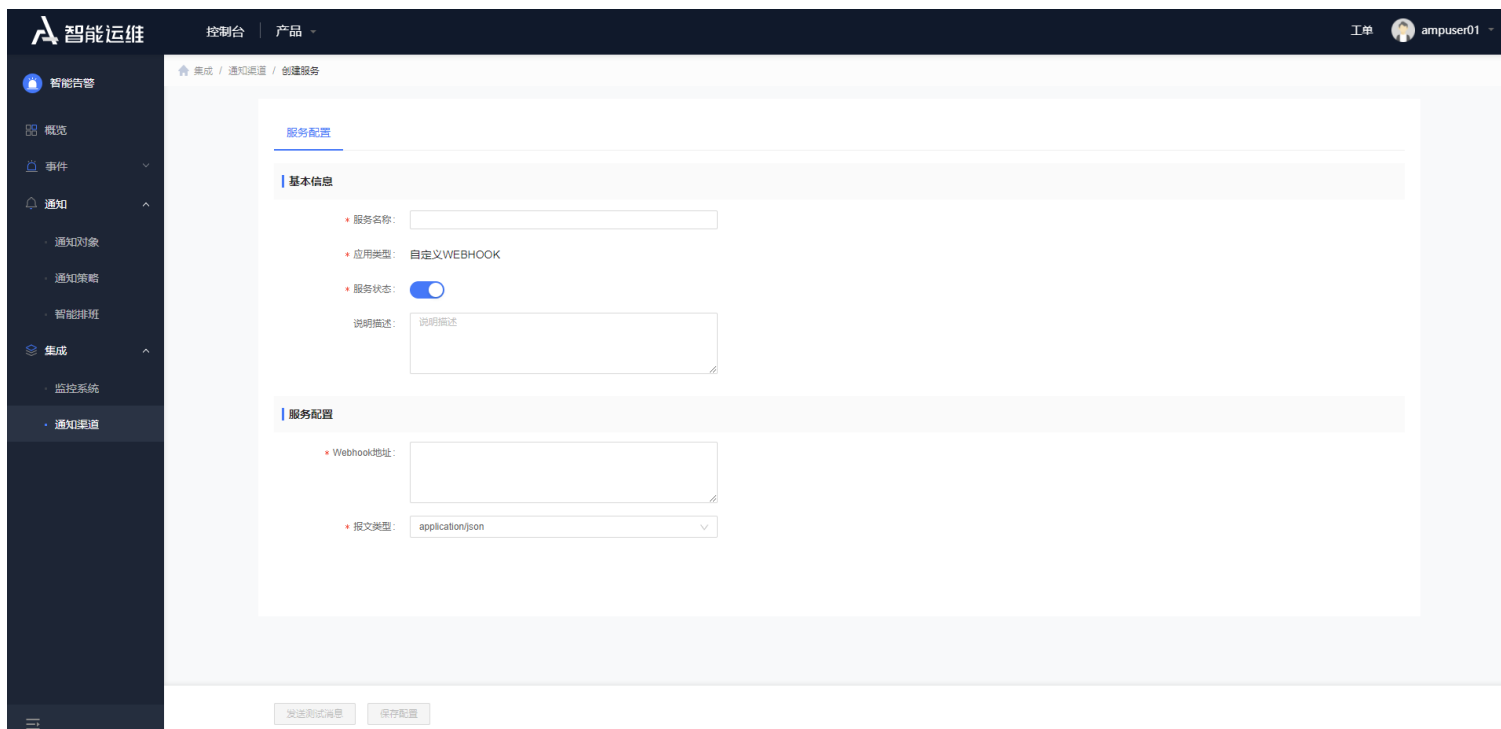 智能运维
控制台
产品
工单
ampuser01
智能告警
概览
事件
通知
通知对象
通知策略
智能排班
集成
监控系统
通知渠道
集成 / 通知渠道 / 创建服务
服务配置
基本信息
* 服务名称:
* 应用类型: 自定义WEBHOOK
* 服务状态:
说明描述: 说明描述
服务配置
* Webhook地址:
* 报文类型: application/json
发送测试消息
保存配置